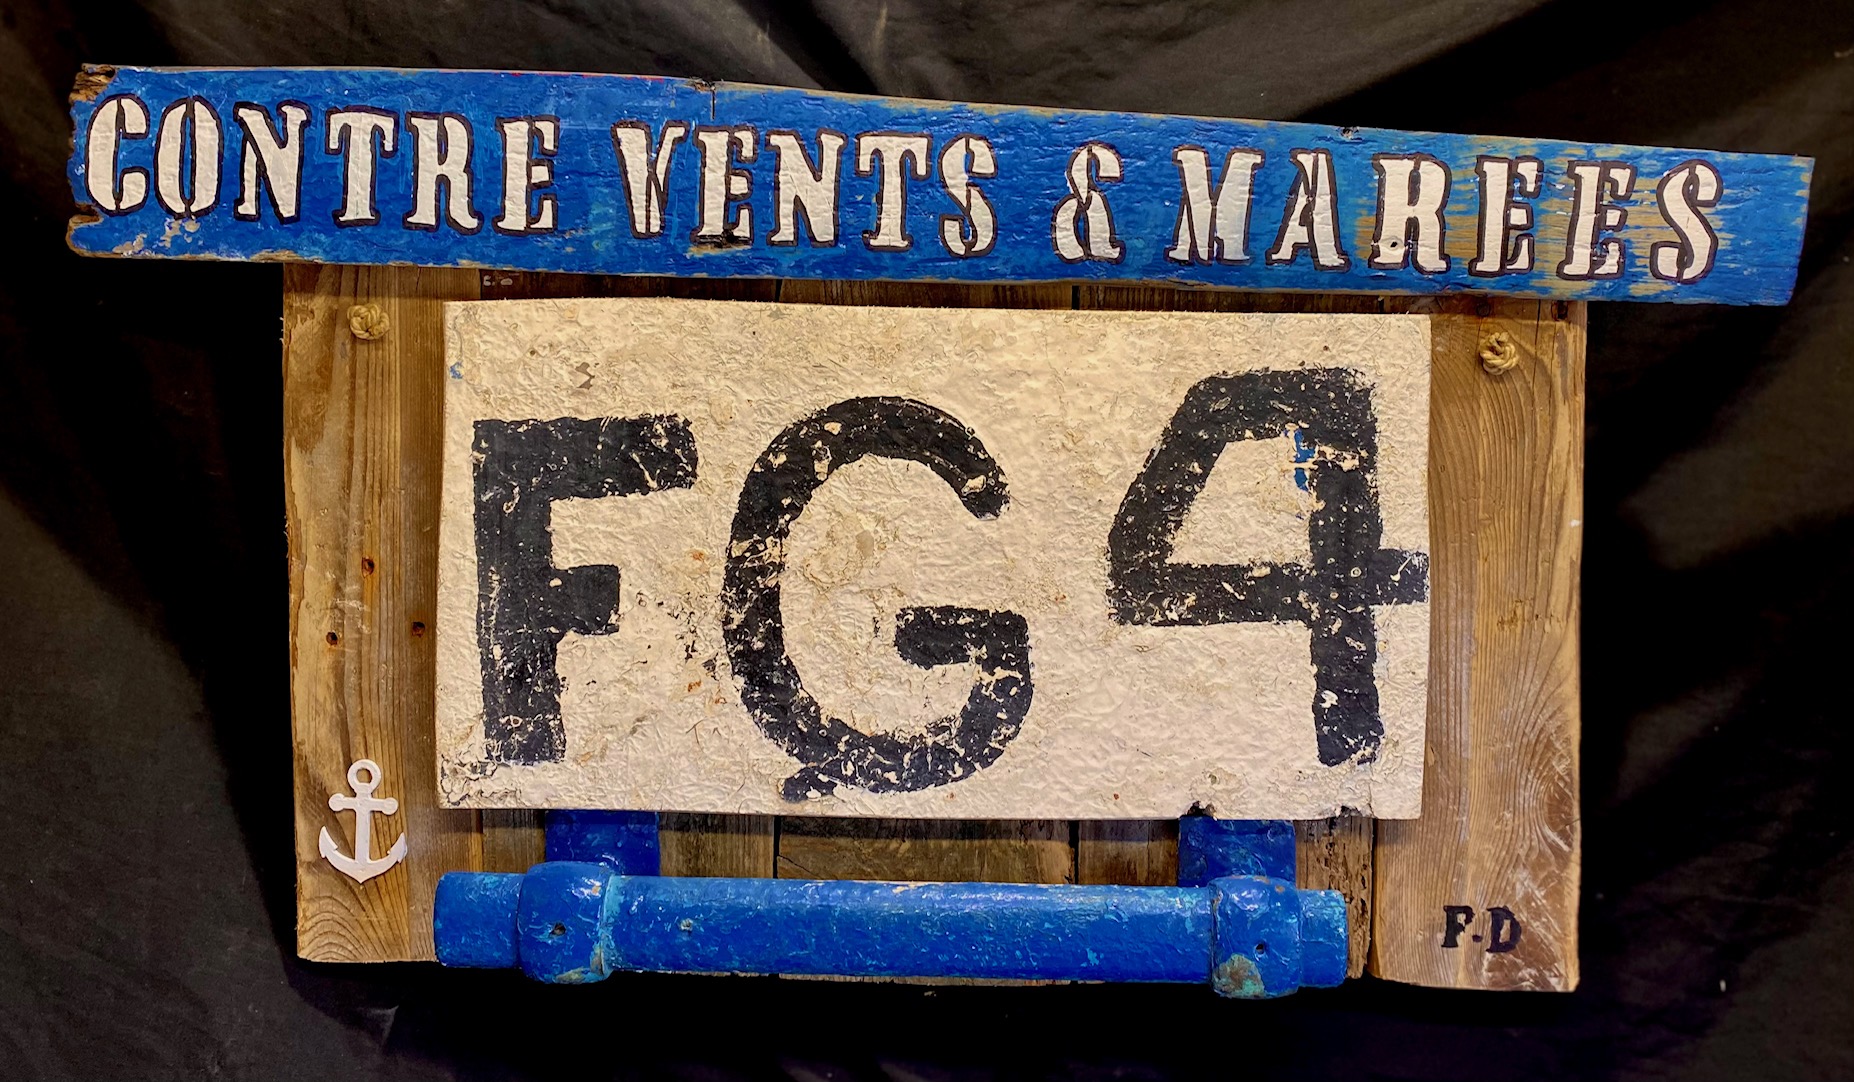 CONTRE VENTS & MAREES
FG4
F.D